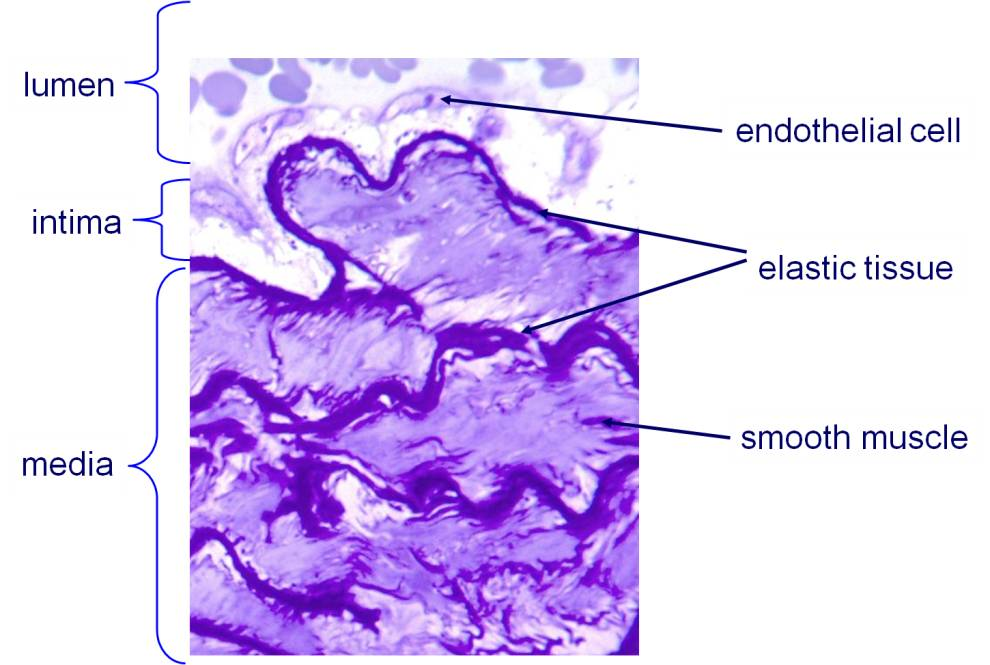 lumen
endothelial cell
intima
elastic tissue
smooth muscle
media